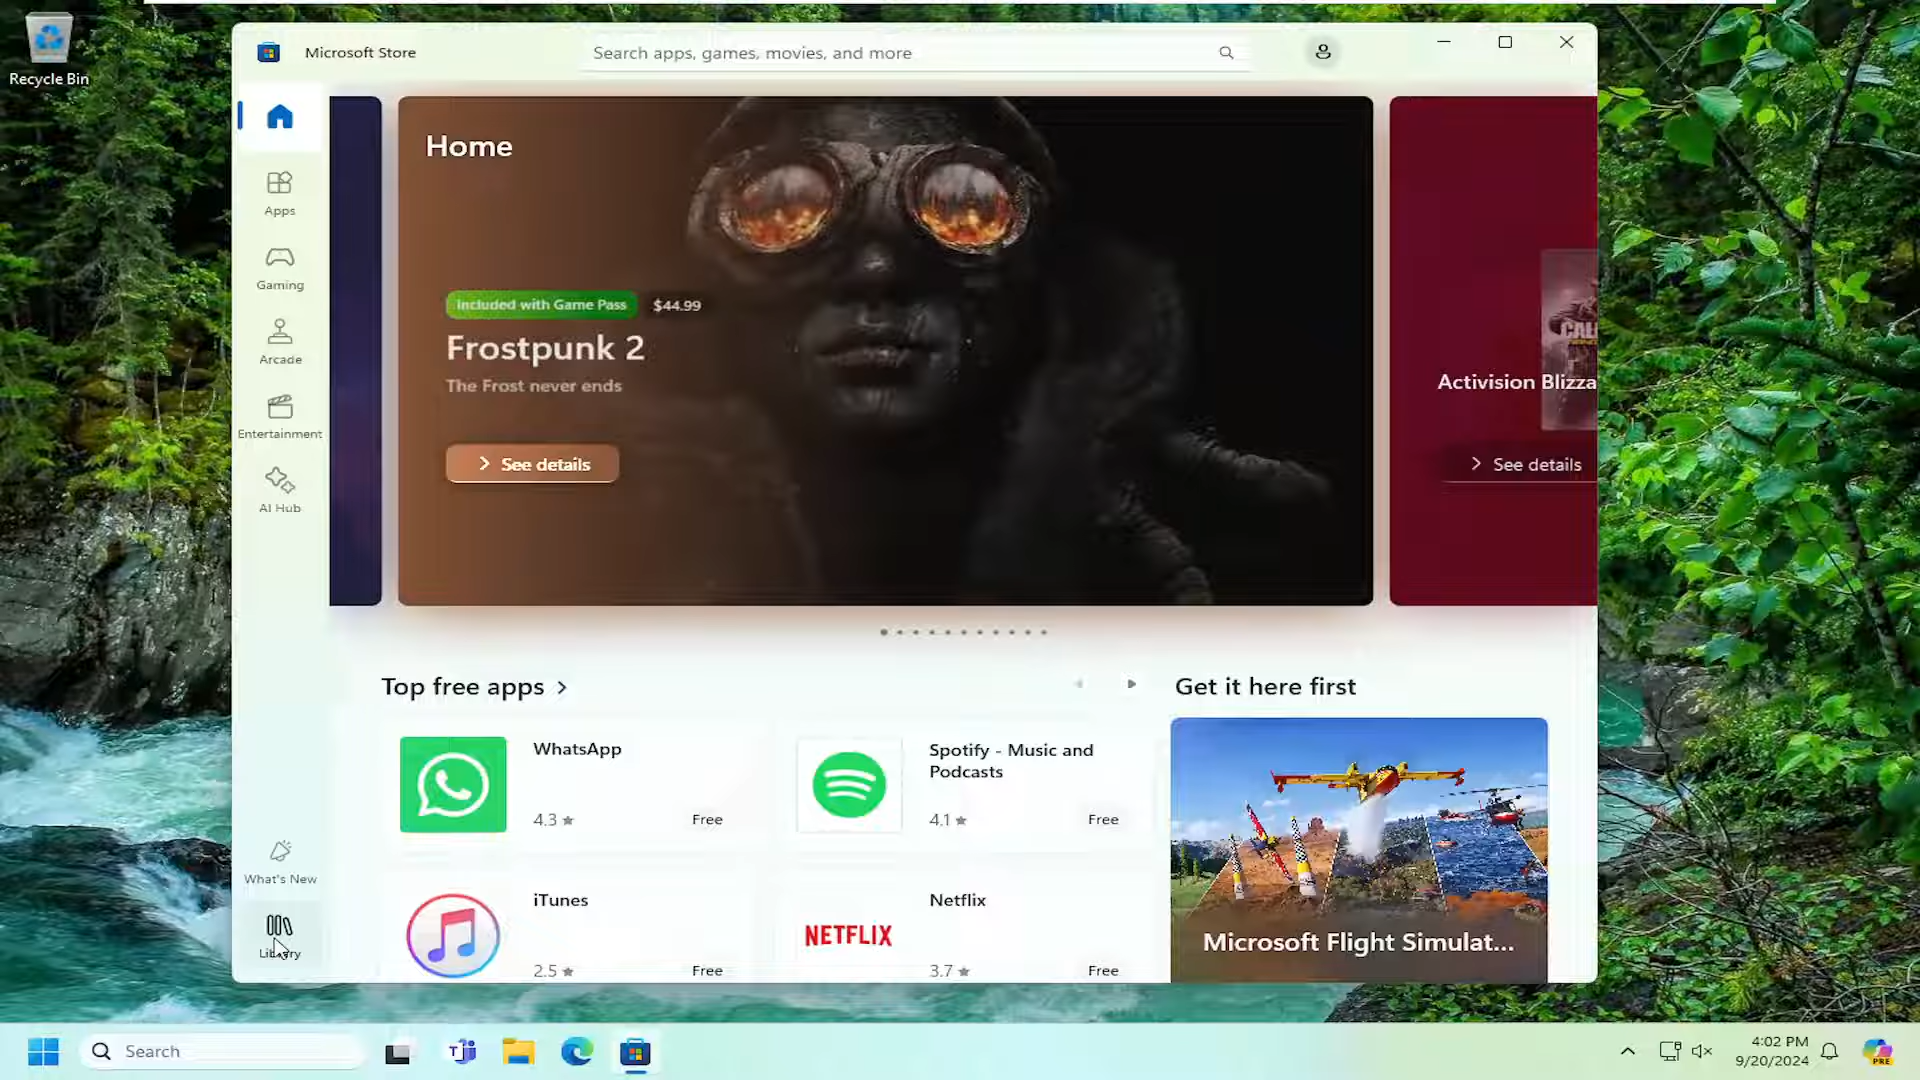 Recycle Bin
Microsoft Store
Search apps, games, movies, and more
Home
Apps
Gaming
Arcade
Entertainment
AI Hub
What's New
Library
Included with Game Pass $44.99
Frostpunk 2
The Frost never ends
See details
Activision Blizza
See details
Top free apps
WhatsApp
4.3 ★ Free
Spotify - Music and
Podcasts
4.1 ★ Free
iTunes
2.5 ★ Free
NETFLIX
Netflix
3.7 ★ Free
Get it here first
Microsoft Flight Simulat...
Search
4:02 PM
9/20/2024
PRE